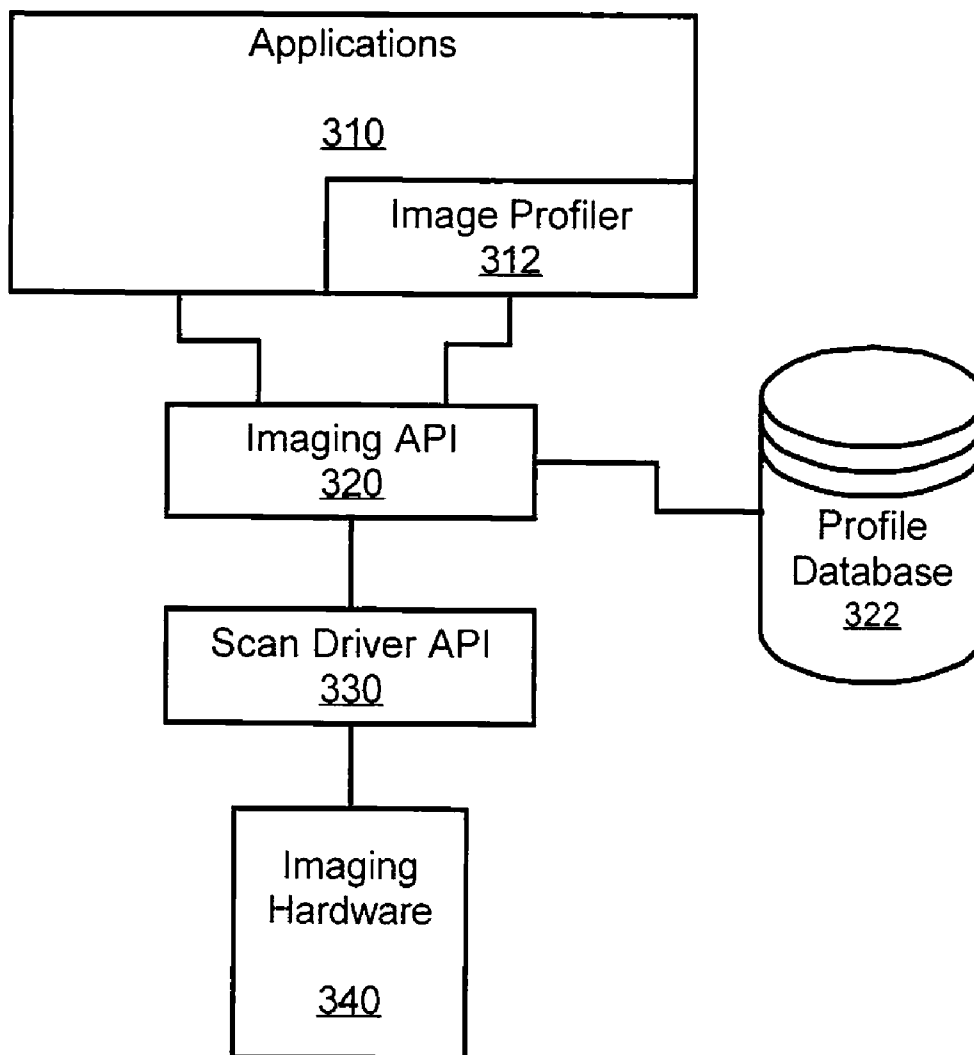 Applications
310
Image Profiler
312
Imaging API
320
Profile
Database
322
Scan Driver API
330
Imaging
Hardware
340